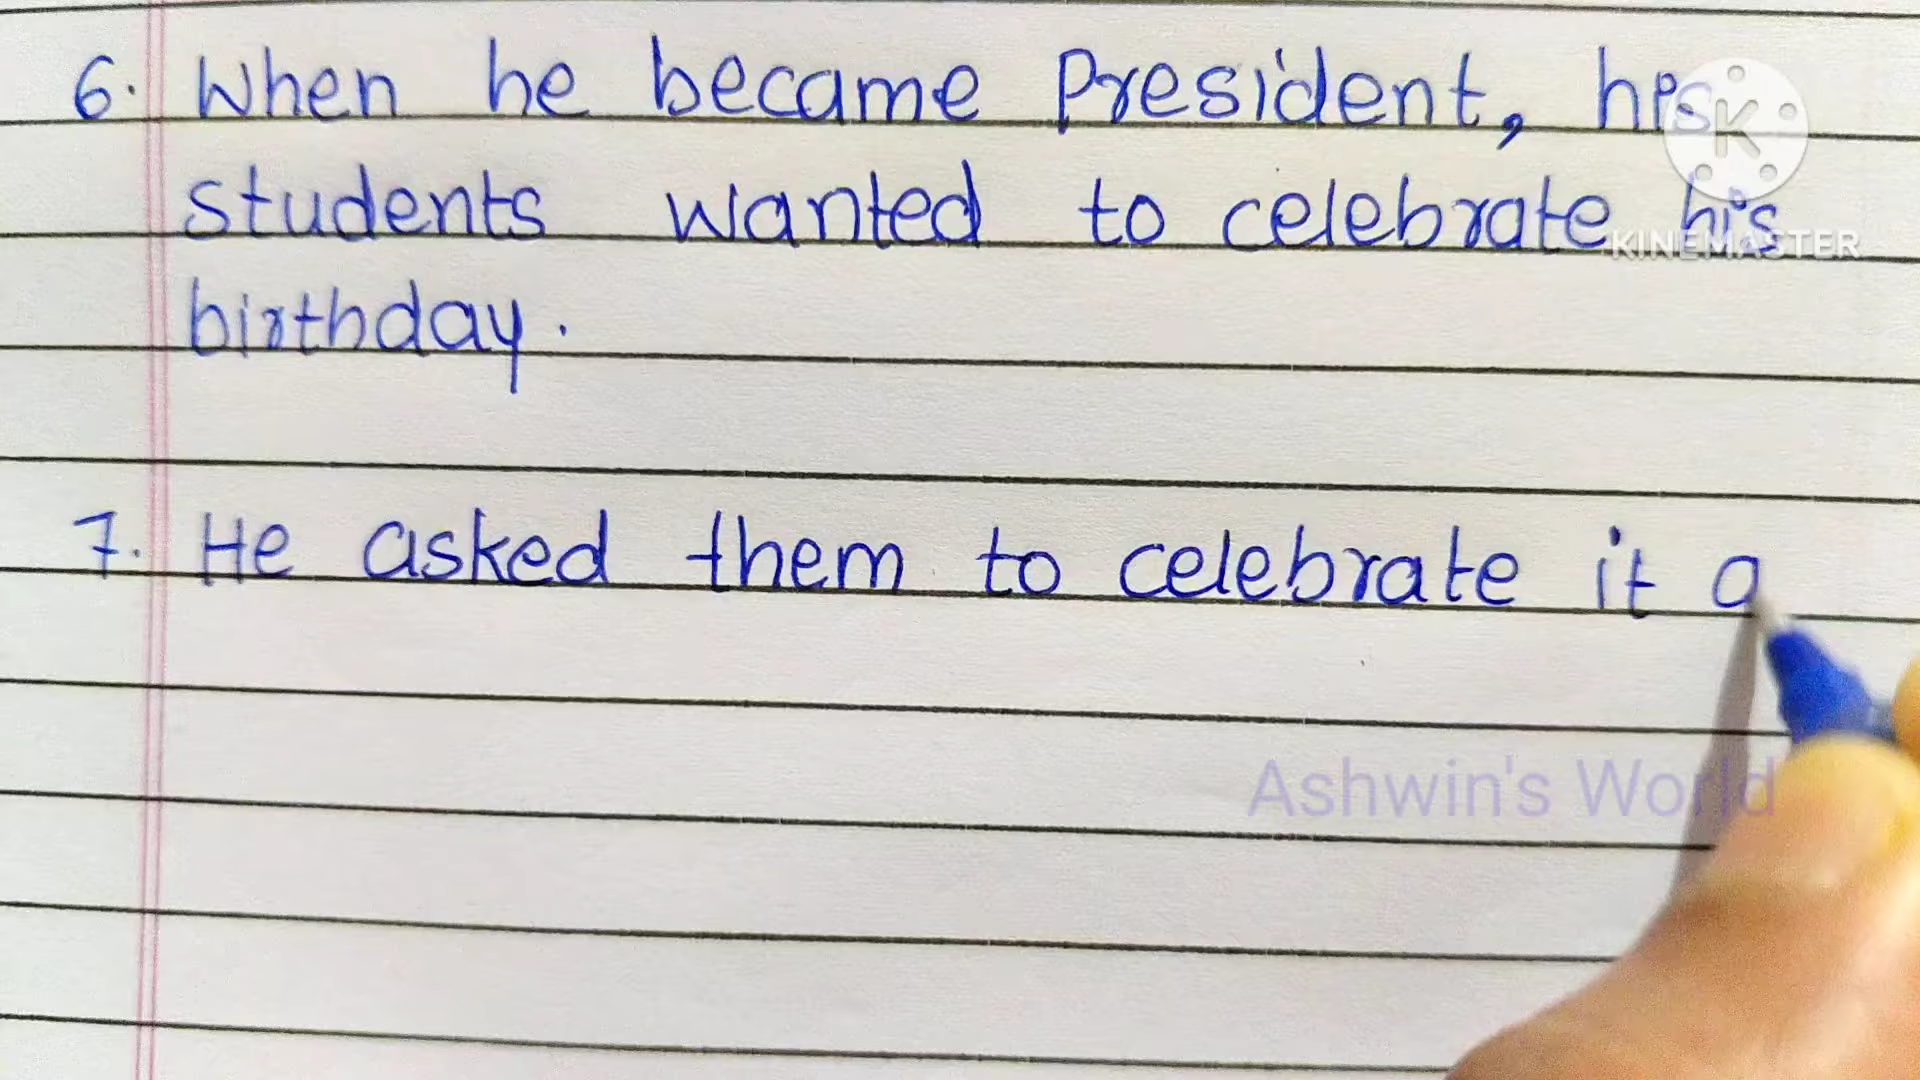 6. When he became President, his
students wanted to celebrate his
KINEMASTER
birthday.
7. He asked them to celebrate it a
Ashwin's World